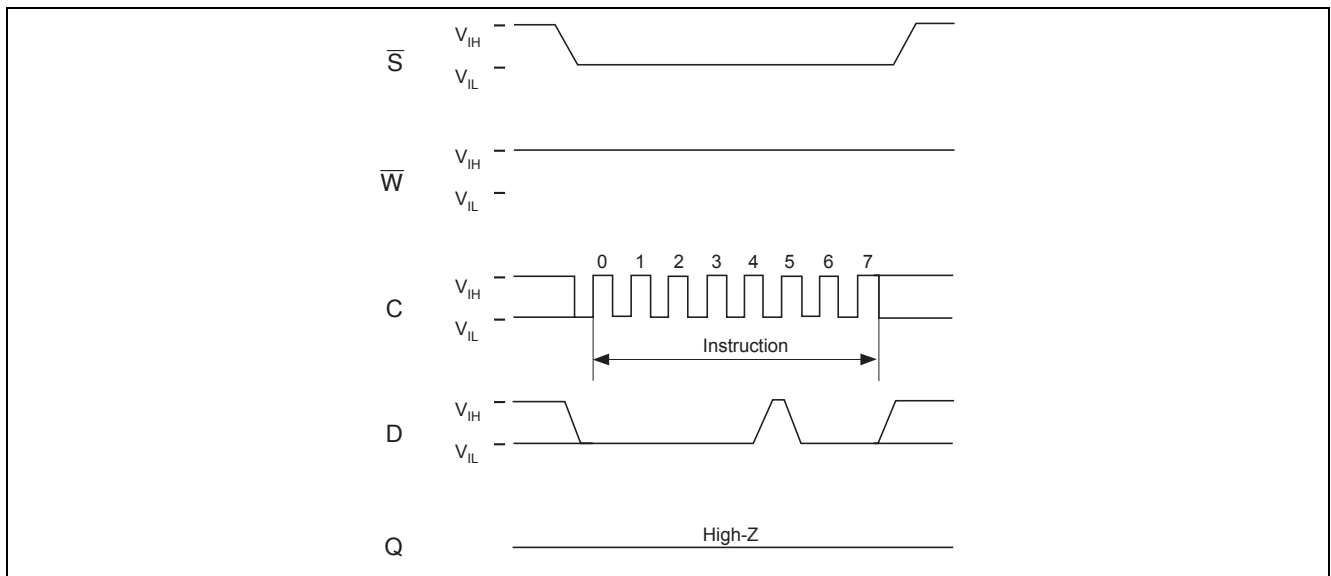 V_IH
S̅
V_IL
V_IH
W̅
V_IL
0 1 2 3 4 5 6 7
V_IH
C
V_IL
Instruction
V_IH
D
V_IL
High-Z
Q